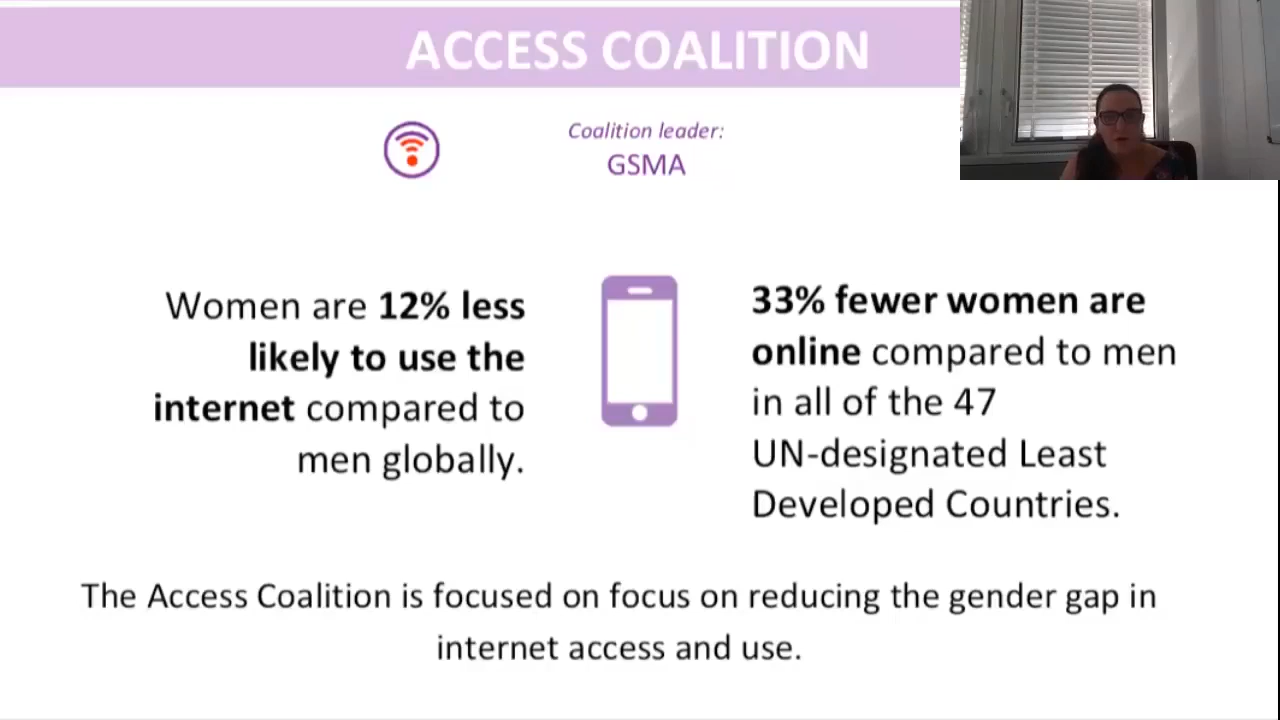 ACCESS COALITION
Coalition leader:
GSMA
Women are 12% less
likely to use the
internet compared to
men globally.
33% fewer women are
online compared to men
in all of the 47
UN-designated Least
Developed Countries.
The Access Coalition is focused on focus on reducing the gender gap in
internet access and use.